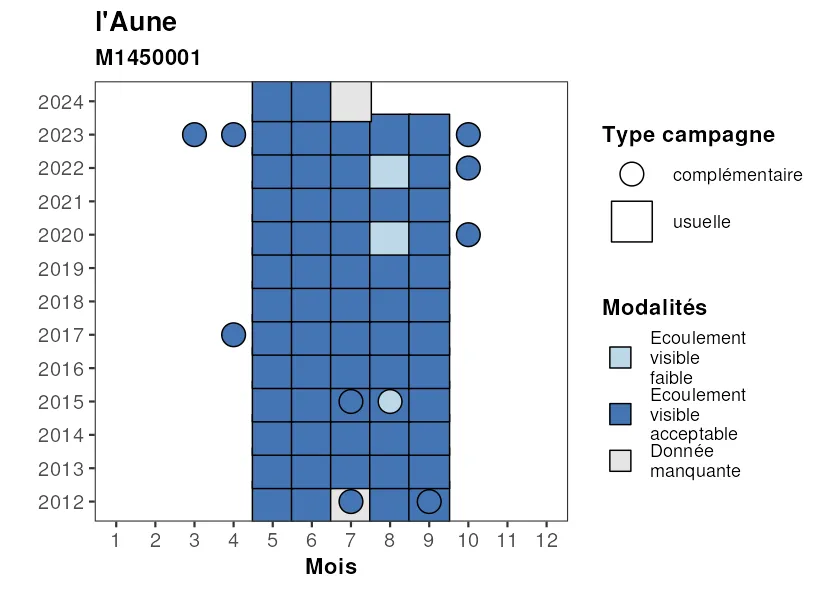 l'Aune
M1450001
2024
2023
2022
2021
2020
2019
2018
2017
2016
2015
2014
2013
2012
1 2 3 4 5 6 7 8 9 10 11 12
Mois
Type campagne
complémentaire
usuelle
Modalités
Ecoulement
visible
faible
Ecoulement
visible
acceptable
Donnée
manquante